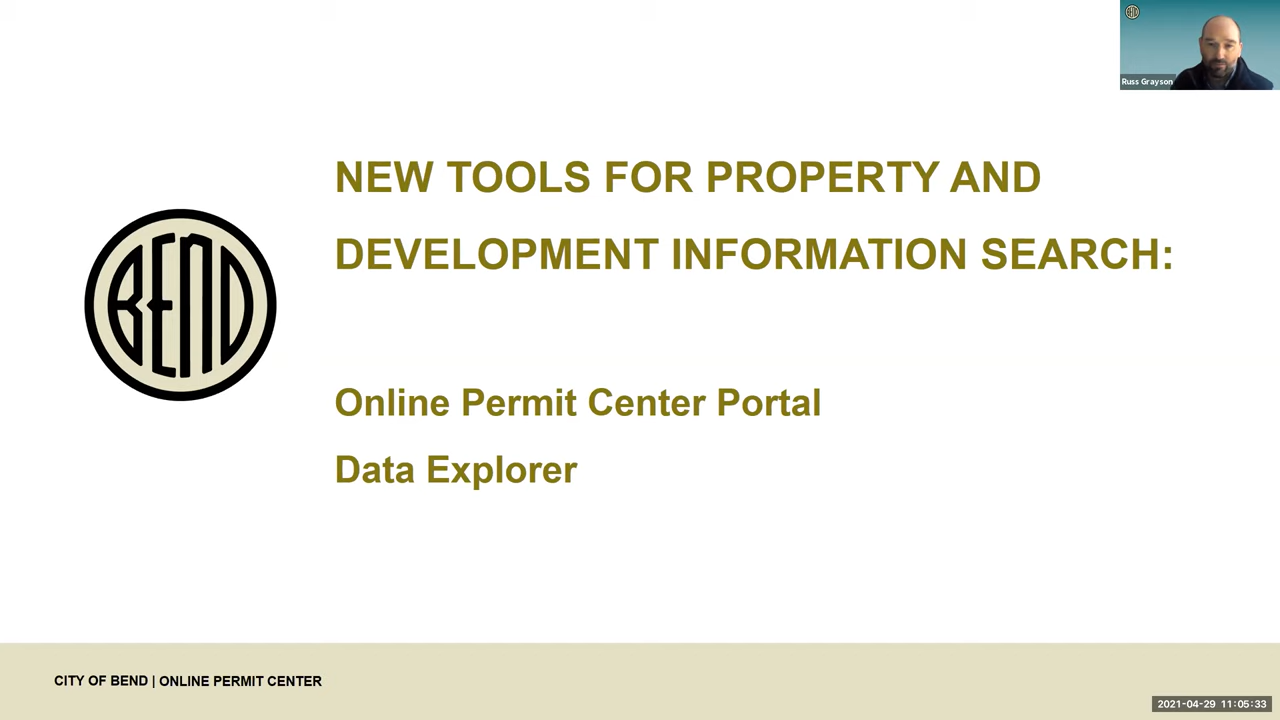 BEND
Russ Grayson
NEW TOOLS FOR PROPERTY AND
DEVELOPMENT INFORMATION SEARCH:
BEND
Online Permit Center Portal
Data Explorer
CITY OF BEND | ONLINE PERMIT CENTER
2021-04-29 11:05:33